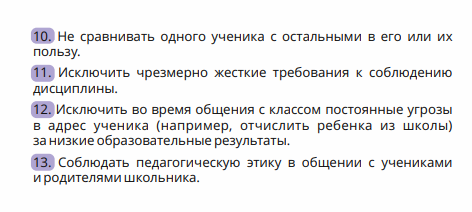 10. Не сравнивать одного ученика с остальными в его или их
пользу.
11. Исключить чрезмерно жесткие требования к соблюдению
дисциплины.
12. Исключить во время общения с классом постоянные угрозы
в адрес ученика (например, отчислить ребенка из школы)
за низкие образовательные результаты.
13. Соблюдать педагогическую этику в общении с учениками
и родителями школьника.